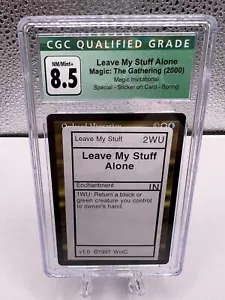 CGC QUALIFIED GRADE
NM/Mint+
8.5
Leave My Stuff Alone
Magic: The Gathering (2000)
Magic Invitational
Special - Sticker on Card - Spring
Leave My Stuff 2WU
Leave My Stuff
Alone
Enchantment IN
1WU: Return a black or
green creature you control
to owner's hand.
v1.0 ©1997 WotC